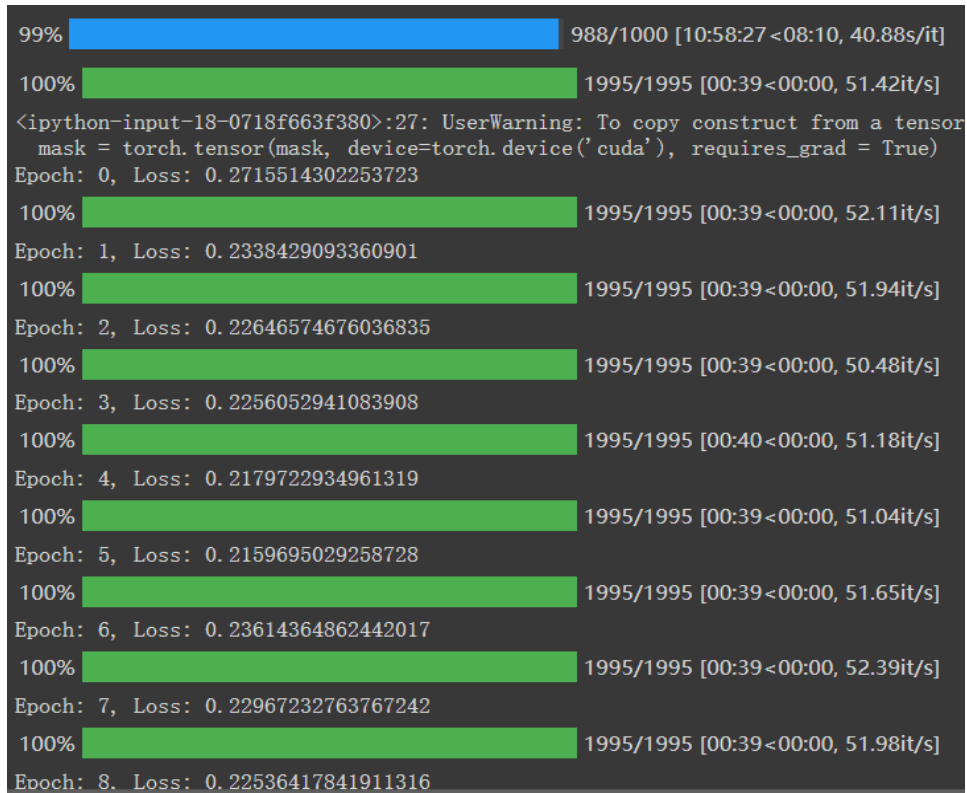 99% 988/1000 [10:58:27<08:10, 40.88s/it]
100% 1995/1995 [00:39<00:00, 51.42it/s]
<ipython-input-18-0718f663f380>:27: UserWarning: To copy construct from a tensor
mask = torch.tensor(mask, device=torch.device('cuda'), requires_grad = True)
Epoch: 0, Loss: 0.2715514302253723
100% 1995/1995 [00:39<00:00, 52.11it/s]
Epoch: 1, Loss: 0.2338429093360901
100% 1995/1995 [00:39<00:00, 51.94it/s]
Epoch: 2, Loss: 0.22646574676036835
100% 1995/1995 [00:39<00:00, 50.48it/s]
Epoch: 3, Loss: 0.2256052941083908
100% 1995/1995 [00:40<00:00, 51.18it/s]
Epoch: 4, Loss: 0.2179722934961319
100% 1995/1995 [00:39<00:00, 51.04it/s]
Epoch: 5, Loss: 0.2159695029258728
100% 1995/1995 [00:39<00:00, 51.65it/s]
Epoch: 6, Loss: 0.23614364862442017
100% 1995/1995 [00:39<00:00, 52.39it/s]
Epoch: 7, Loss: 0.22967232763767242
100% 1995/1995 [00:39<00:00, 51.98it/s]
Epoch: 8, Loss: 0.22536417841911316